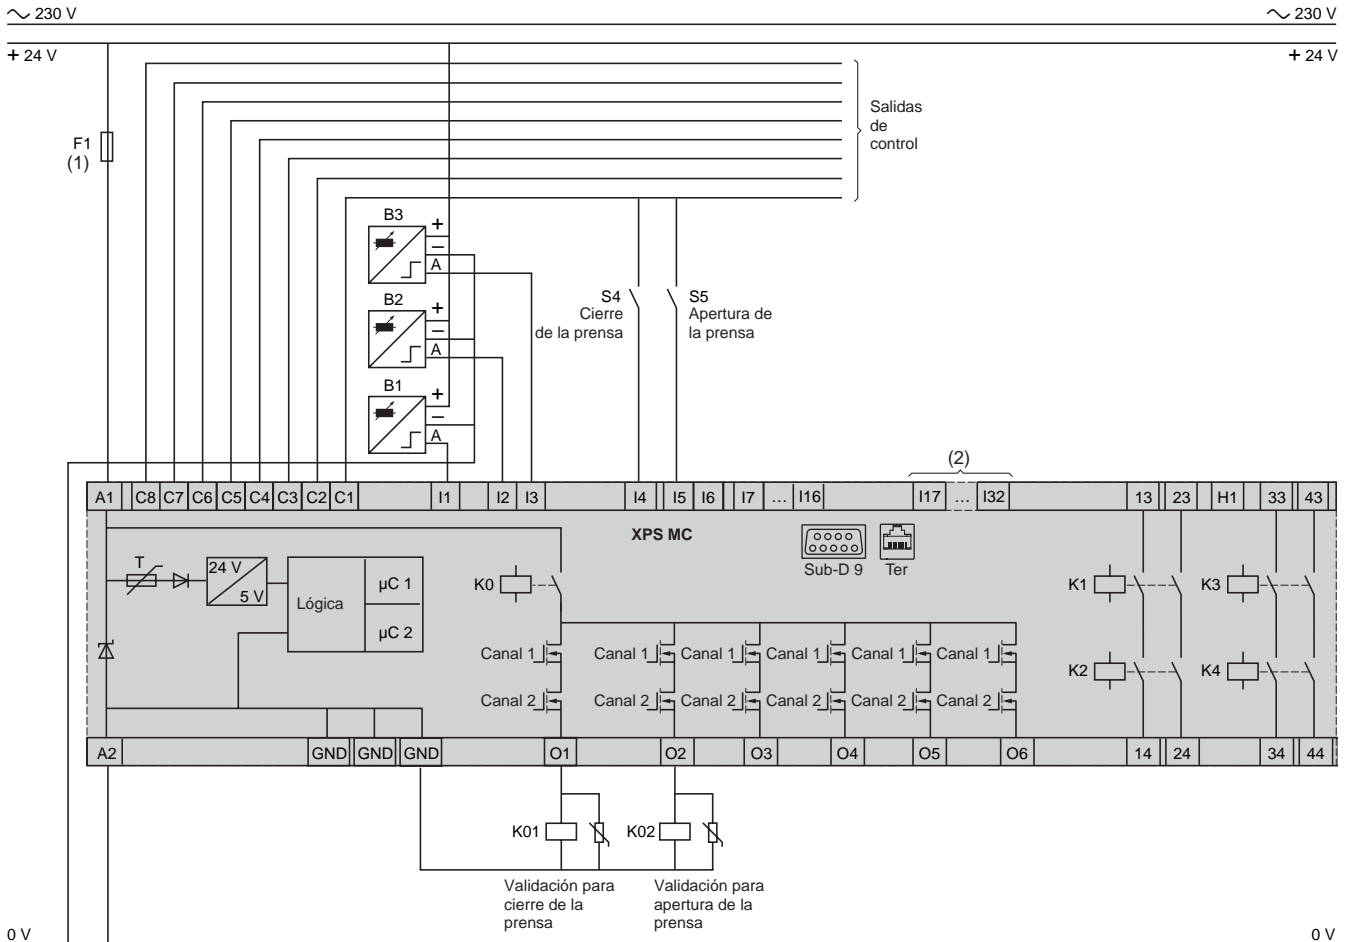 230 V
230 V
+ 24 V
+ 24 V
Salidas
de
control
F1
(1)
B3
+
–
A
B2
+
–
A
B1
+
–
A
S4
Cierre
de la prensa
S5
Apertura de
la prensa
(2)
A1 C8 C7 C6 C5 C4 C3 C2 C1 I1 I2 I3 I4 I5 I6 I7 ... I16 I17 ... I32 13 23 H1 33 43
XPS MC
Sub-D 9
Ter
T
24 V
5 V
Lógica
µC 1
µC 2
K0
K1
K3
Canal 1 Canal 1 Canal 1 Canal 1 Canal 1 Canal 1
K2
K4
Canal 2 Canal 2 Canal 2 Canal 2 Canal 2 Canal 2
A2 GND GND GND O1 O2 O3 O4 O5 O6 14 24 34 44
K01
K02
Validación para
cierre de la
prensa
Validación para
apertura de la
prensa
0 V
0 V